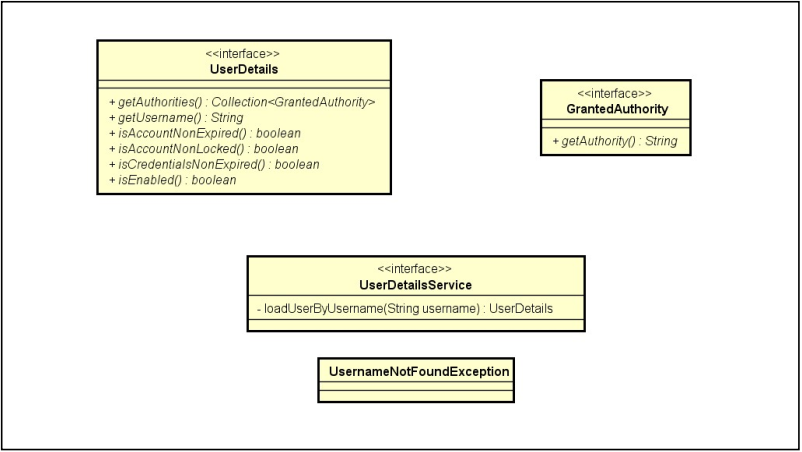 <<interface>>
UserDetails
+ getAuthorities() : Collection<GrantedAuthority>
+ getUsername() : String
+ isAccountNonExpired() : boolean
+ isAccountNonLocked() : boolean
+ isCredentialsNonExpired() : boolean
+ isEnabled() : boolean
<<interface>>
GrantedAuthority
+ getAuthority() : String
<<interface>>
UserDetailsService
- loadUserByUsername(String username) : UserDetails
UsernameNotFoundException